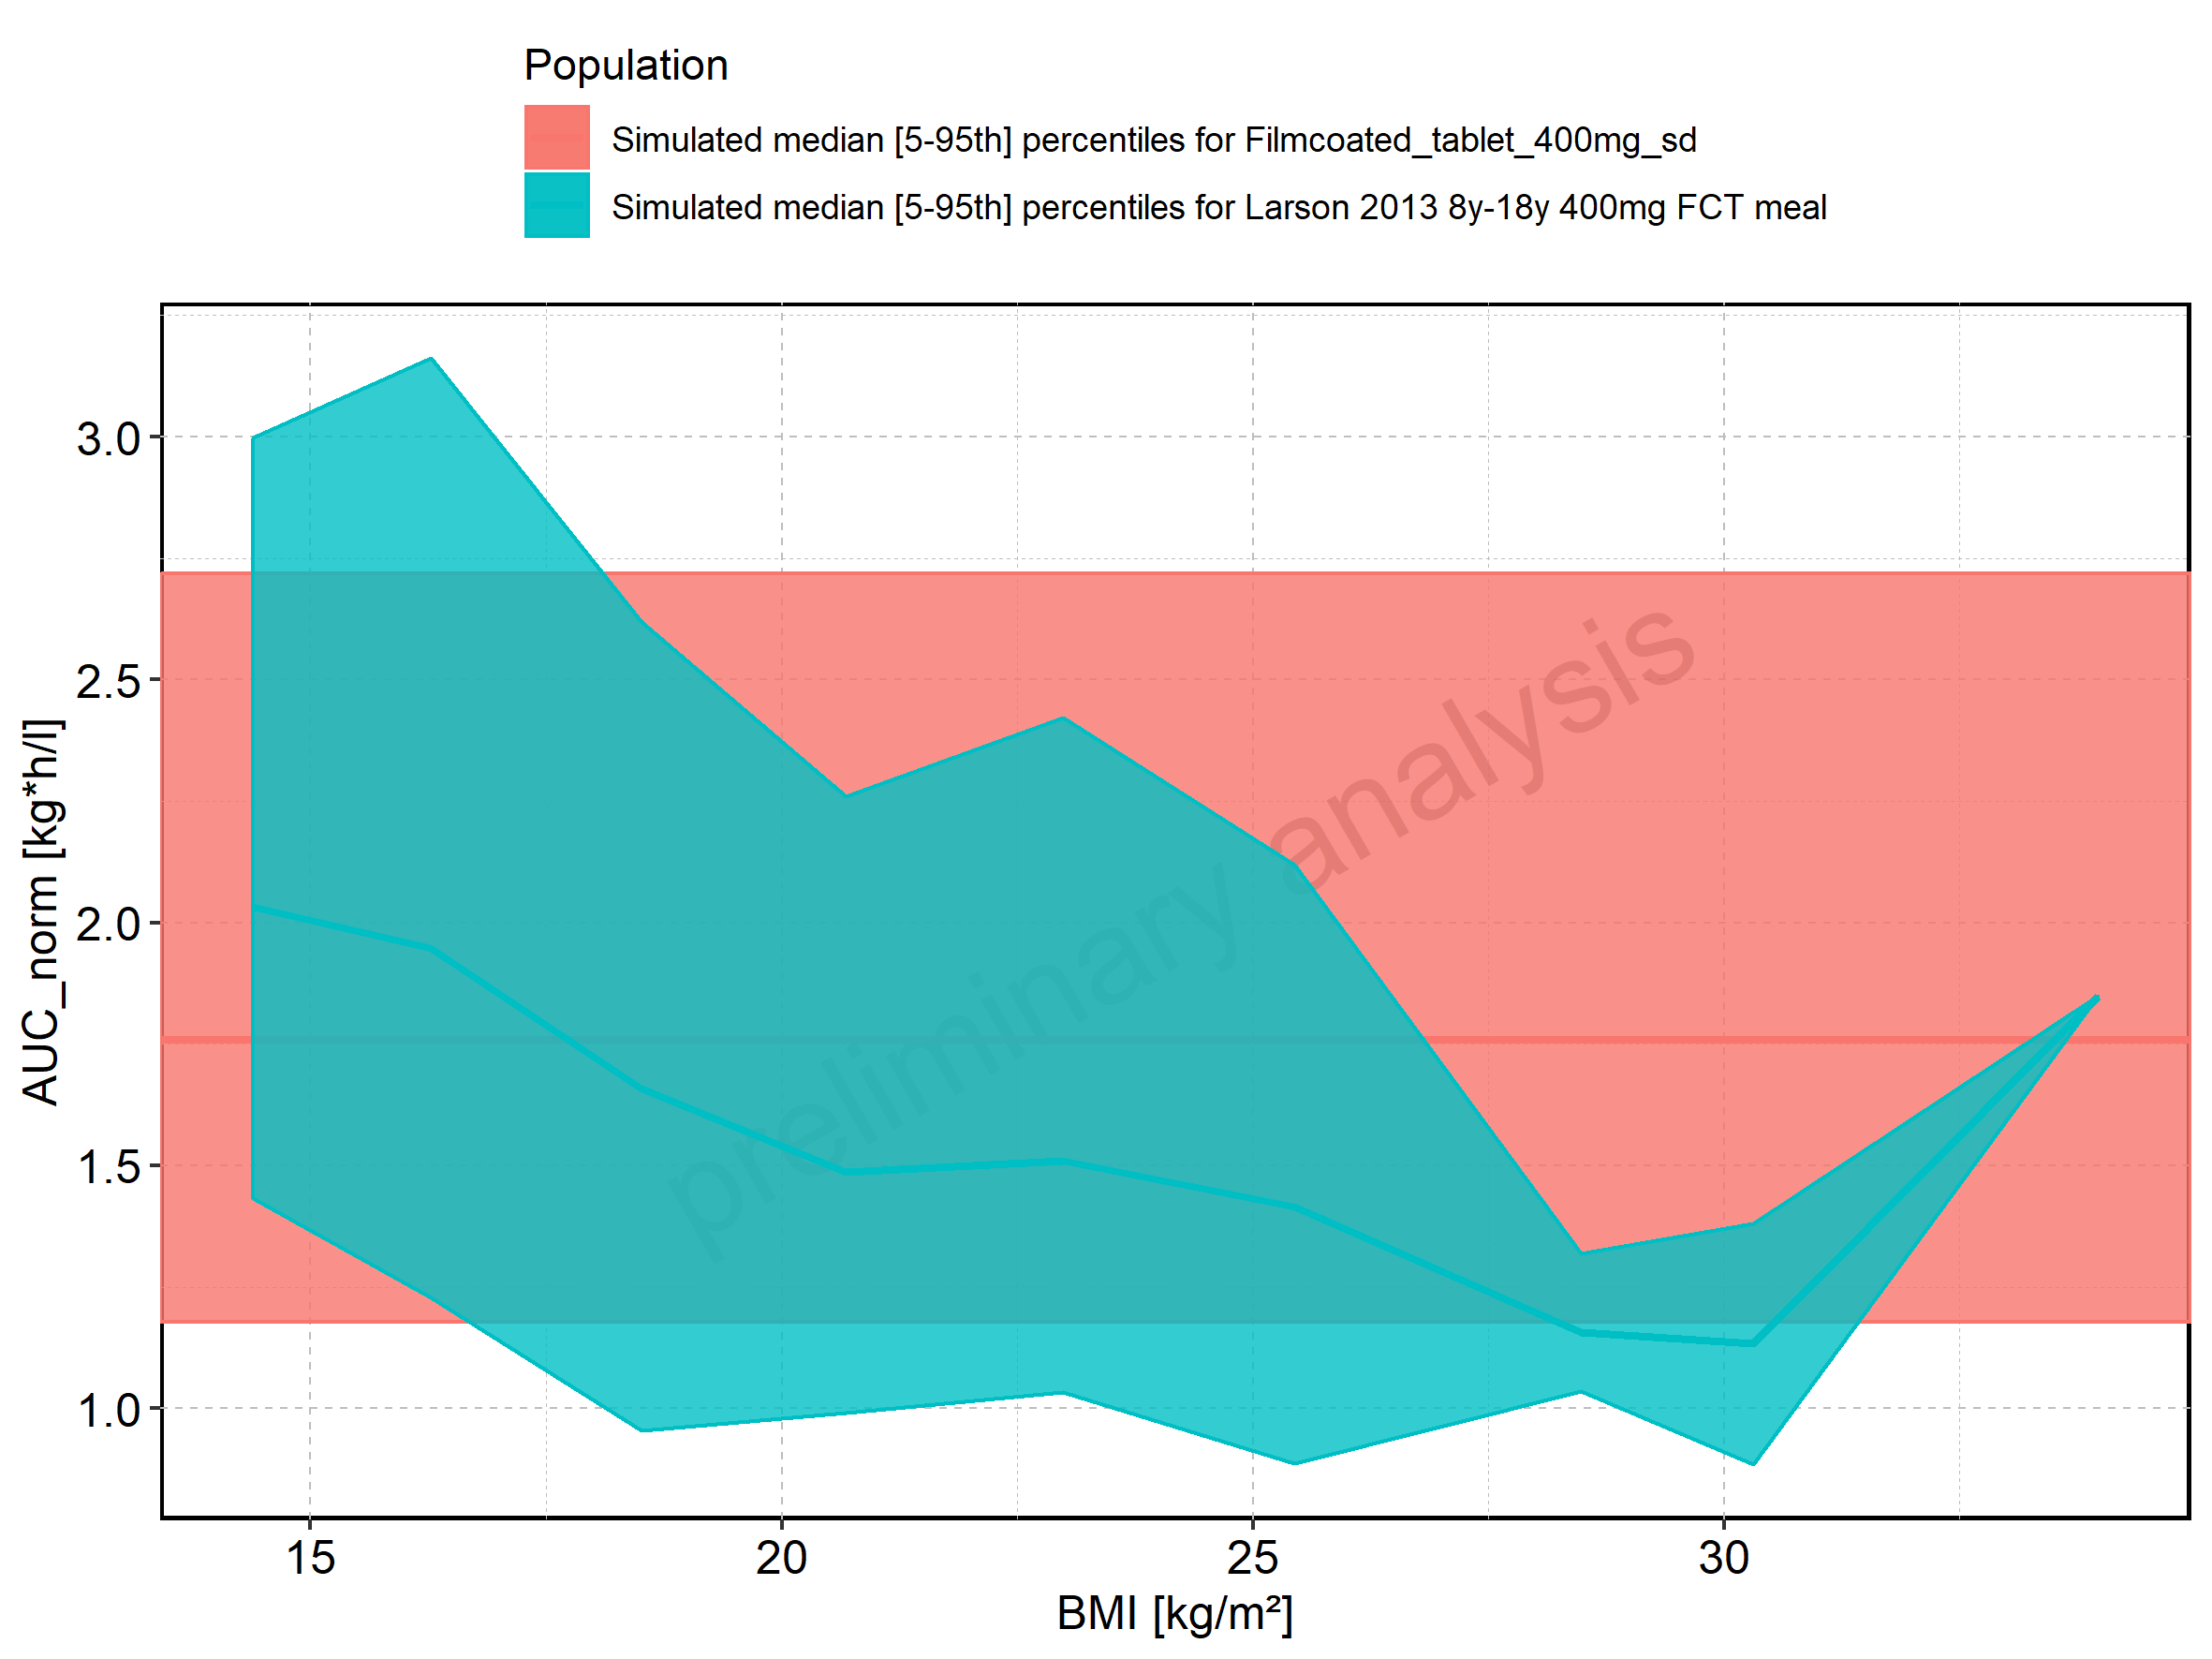 Population
Simulated median [5-95th] percentiles for Filmcoated_tablet_400mg_sd
Simulated median [5-95th] percentiles for Larson 2013 8y-18y 400mg FCT meal
AUC_norm [kg*h/l]
3.0
2.5
2.0
1.5
1.0
preliminary analysis
15
20
25
30
BMI [kg/m²]